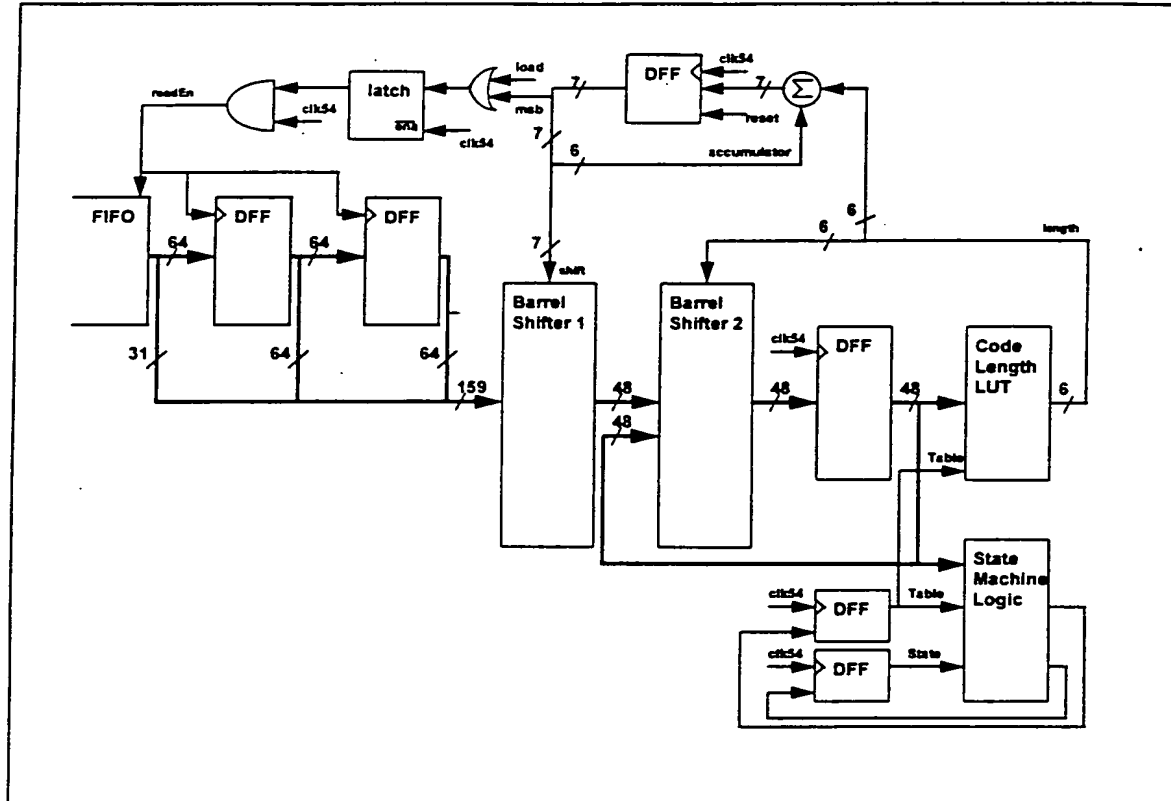 load
clk54
7
DFF
7
Σ
readEn
clk54
latch
ena
clk54
msb
7
reset
6
accumulator
FIFO
DFF
DFF
64
64
7
shift
6
6
length
Barrel
Shifter 1
Barrel
Shifter 2
clk54
DFF
Code
Length
LUT
31
64
64
159
48
48
48
48
6
Table
State
Machine
Logic
clk54
DFF
Table
clk54
DFF
State